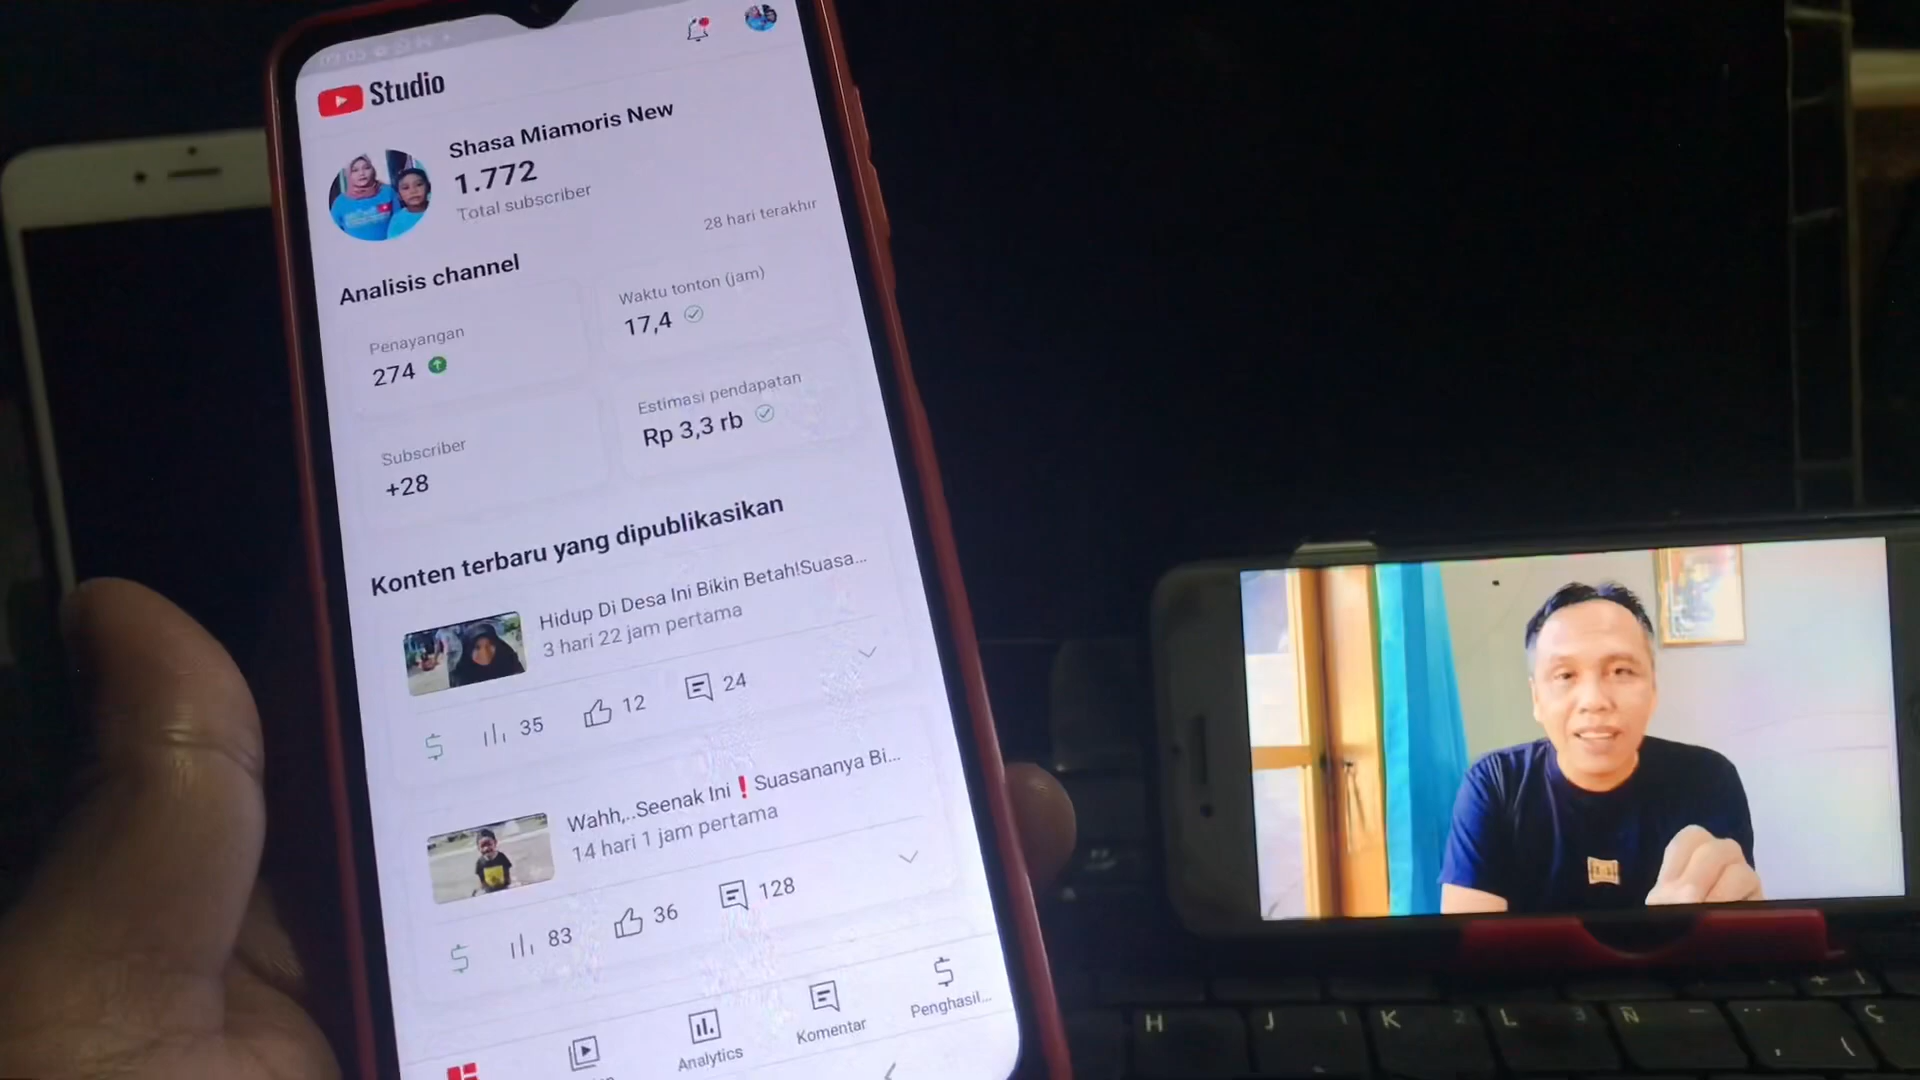 Studio
Shasa Miamoris New
1.772
Total subscriber
28 hari terakhir
Analisis channel
Penayangan
274
Waktu tonton (jam)
17,4
Subscriber
+28
Estimasi pendapatan
Rp 3,3 rb
Konten terbaru yang dipublikasikan
Hidup Di Desa Ini Bikin Betah!Suasa...
3 hari 22 jam pertama
35 12 24
Wahh,..Seenak Ini❗Suasananya Bi...
14 hari 1 jam pertama
83 36 128
Analytics
Komentar
Penghasil...
H J 1 K 2 L 3 Ñ